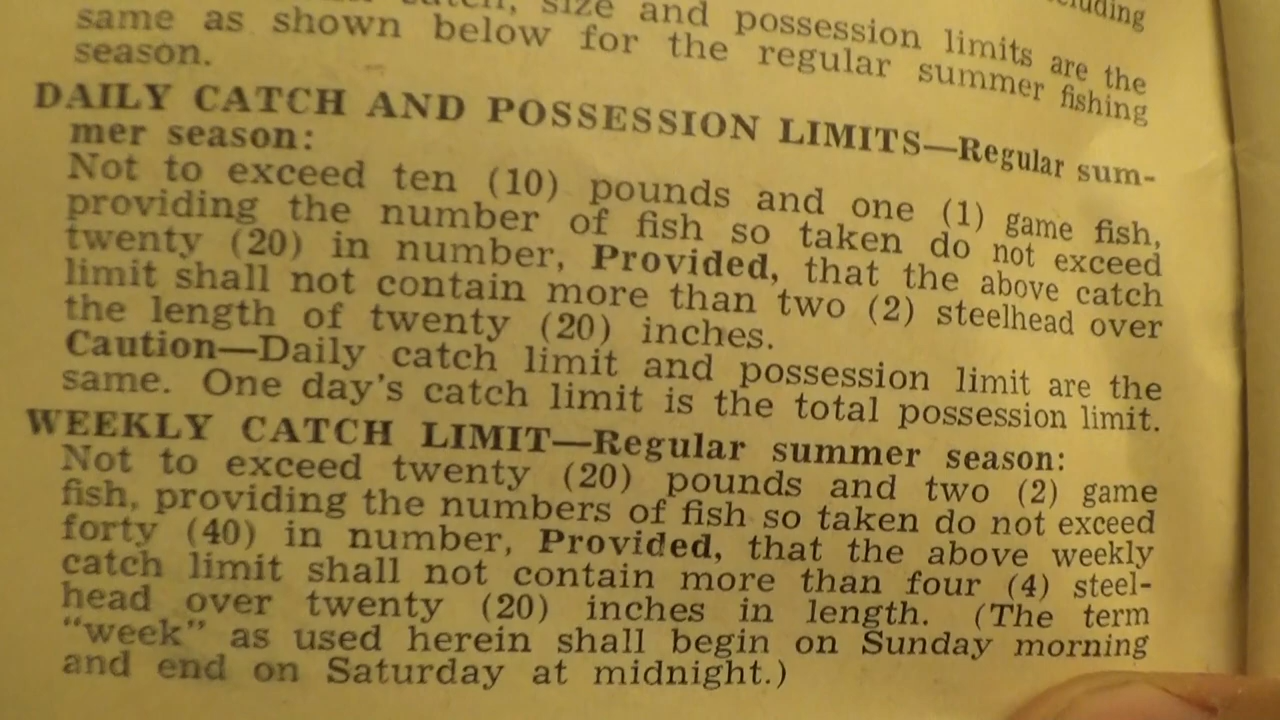 size and possession limits are the
same as shown below for the regular summer fishing
season.
DAILY CATCH AND POSSESSION LIMITS—Regular sum-
mer season:
Not to exceed ten (10) pounds and one (1) game fish,
providing the number of fish so taken do not exceed
twenty (20) in number, Provided, that the above catch
limit shall not contain more than two (2) steelhead over
the length of twenty (20) inches.
Caution—Daily catch limit and possession limit are the
same. One day's catch limit is the total possession limit.
WEEKLY CATCH LIMIT—Regular summer season:
Not to exceed twenty (20) pounds and two (2) game
fish, providing the numbers of fish so taken do not exceed
forty (40) in number, Provided, that the above weekly
catch limit shall not contain more than four (4) steel-
head over twenty (20) inches in length. (The term
"week" as used herein shall begin on Sunday morning
and end on Saturday at midnight.)